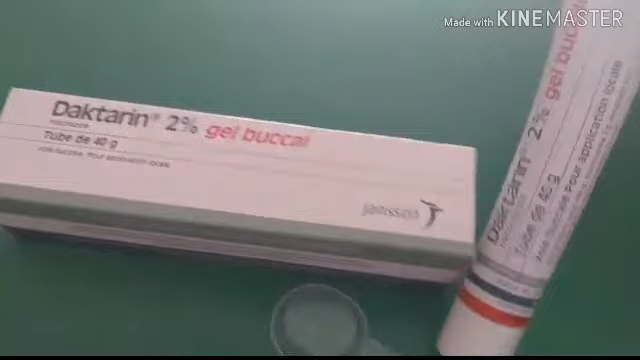 Made with KINEMASTER
Daktarin® 2% gel buccal
miconazole
Tube de 40 g
voie buccale. Pour application locale
janssen
Daktarin® 2% gel buccal
Tube de 40 g
voie buccale Pour application locale